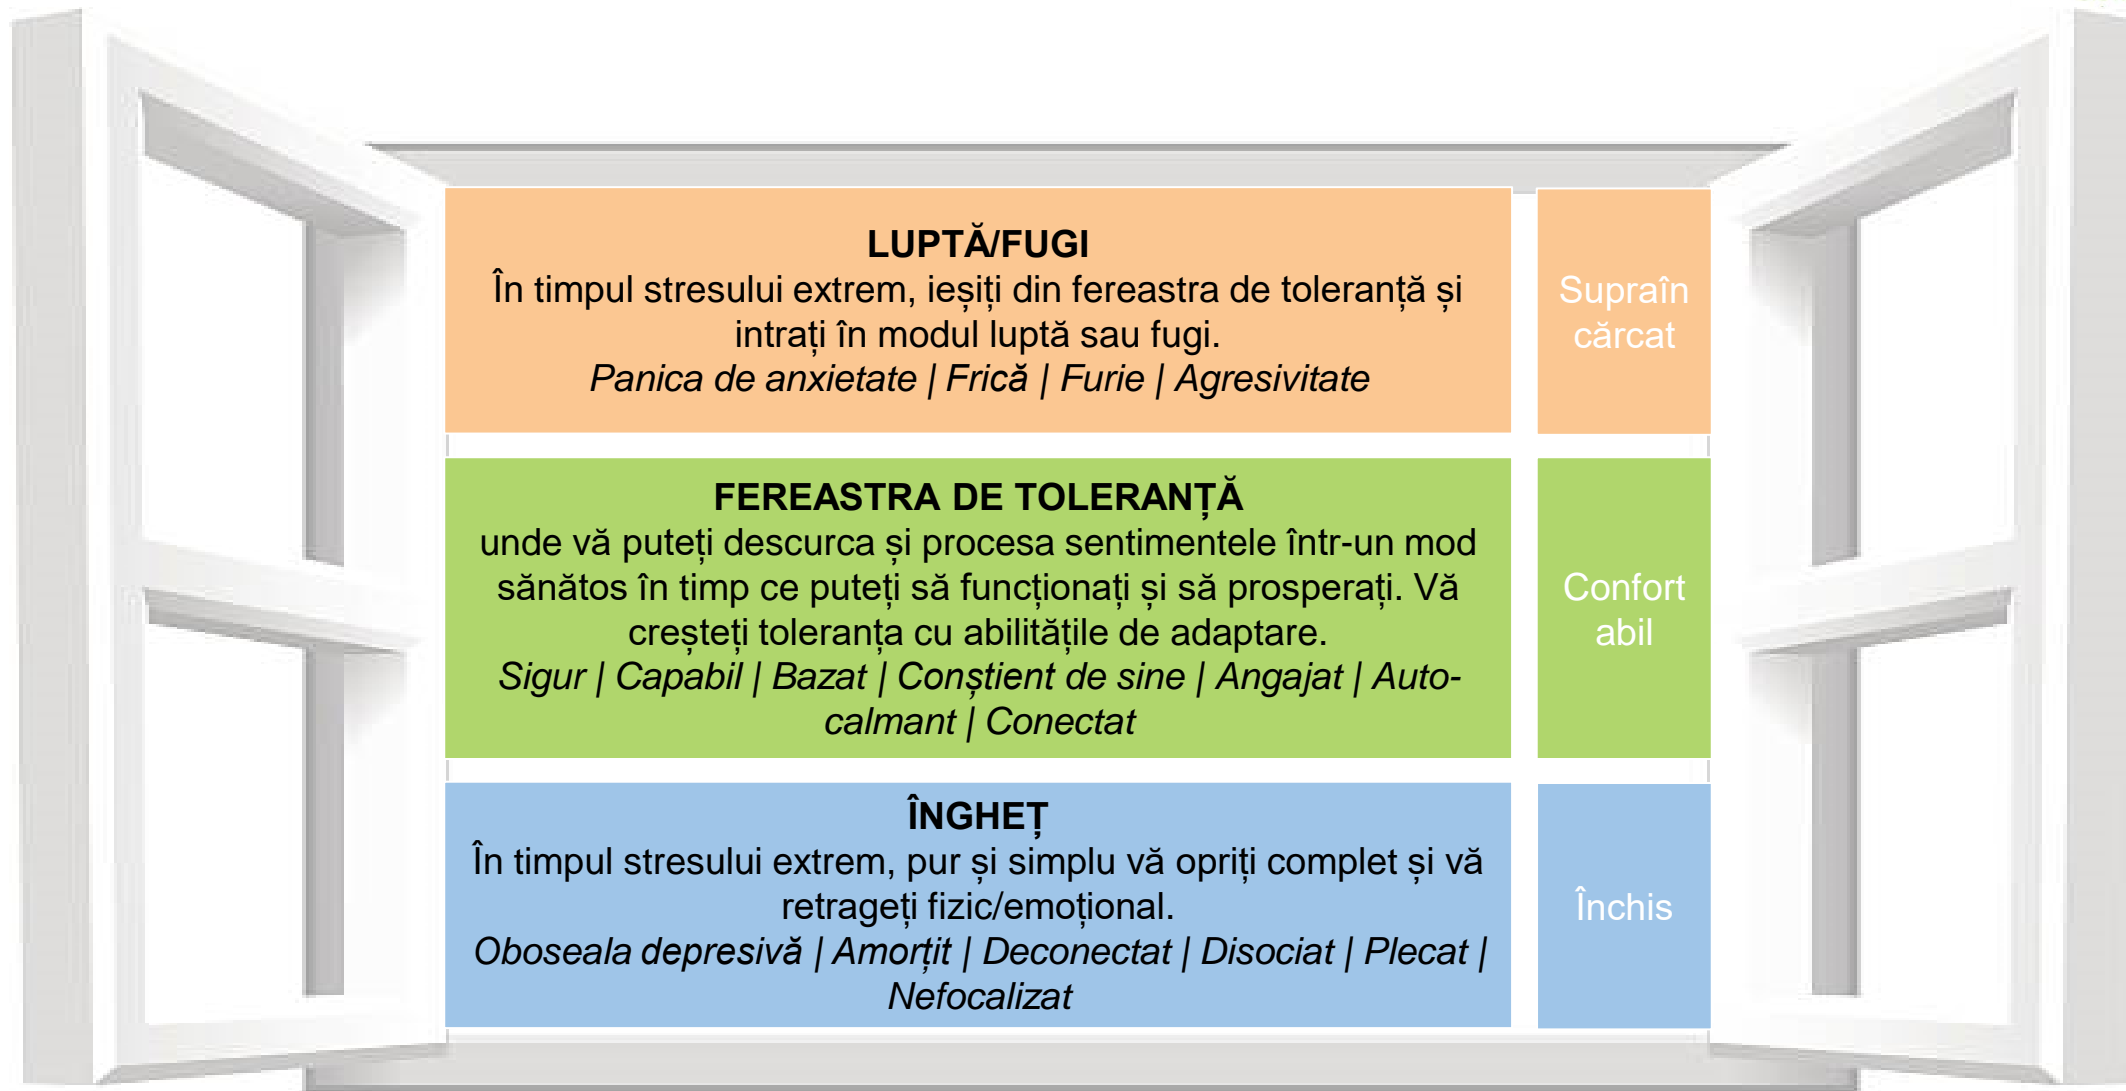 LUPTĂ/FUGI
În timpul stresului extrem, ieșiți din fereastra de toleranță și
intrați în modul luptă sau fugi.
Panica de anxietate | Frică | Furie | Agresivitate
Supraîn
cărcat
FEREASTRA DE TOLERANȚĂ
unde vă puteți descurca și procesa sentimentele într-un mod
sănătos în timp ce puteți să funcționați și să prosperați. Vă
creșteți toleranța cu abilitățile de adaptare.
Sigur | Capabil | Bazat | Conștient de sine | Angajat | Auto-
calmant | Conectat
Confort
abil
ÎNGHEȚ
În timpul stresului extrem, pur și simplu vă opriți complet și vă
retrageți fizic/emoțional.
Oboseala depresivă | Amorțit | Deconectat | Disociat | Plecat |
Nefocalizat
Închis